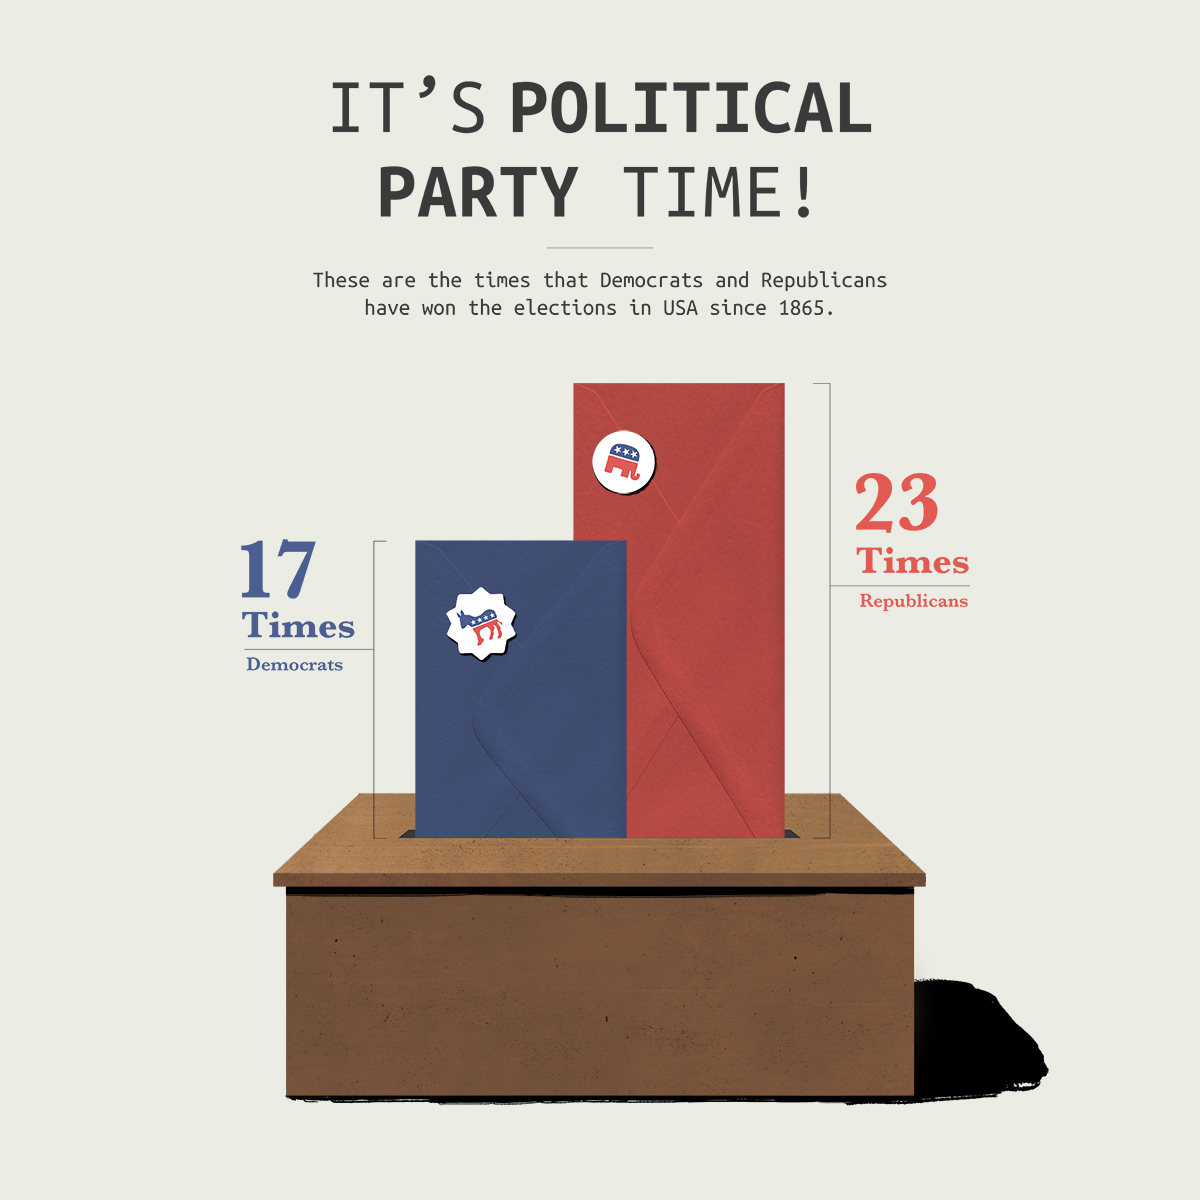 IT’S POLITICAL
PARTY TIME!
These are the times that Democrats and Republicans
have won the elections in USA since 1865.
23
Times
Republicans
17
Times
Democrats